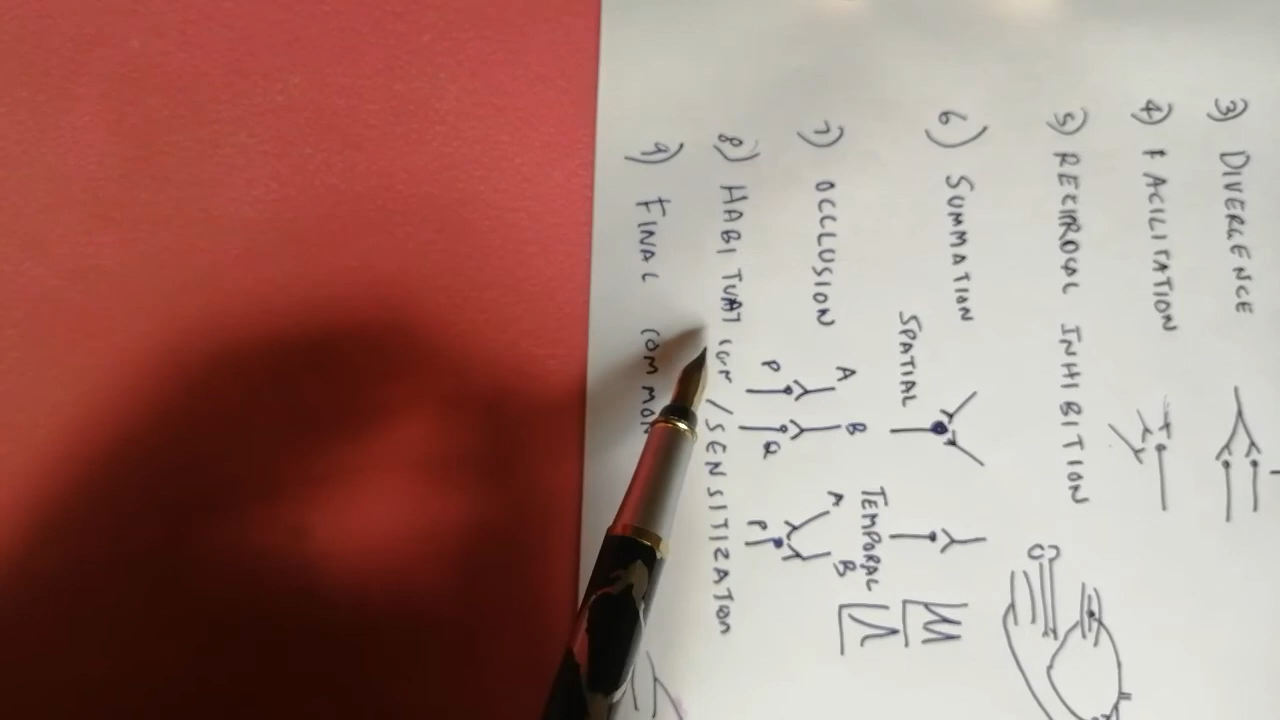 3) DIVERGENCE
4) FACILITATION
5) RECIPROCAL INHIBITION
6) SUMMATION
SPATIAL
TEMPORAL
7) OCCLUSION
A B A B
P Q P
8) HABITUATION / SENSITIZATION
9) FINAL COMMON